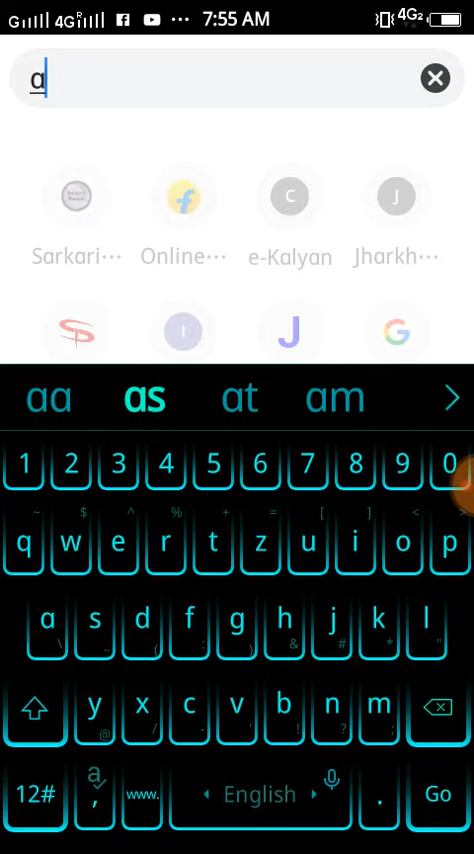 G 4G R 7:55 AM 4G2
a
C J
Sarkari··· Online··· e-Kalyan Jharkh···
I J G
aa as at am
1 2 3 4 5 6 7 8 9 0
~ $ ^ % + = [ ] < >
q w e r t z u i o p
a s d f g h j k l
\ _ ( : ) & # * "
y x c v b n m
@ / - ' ! ? ;
12# a , www. English . Go